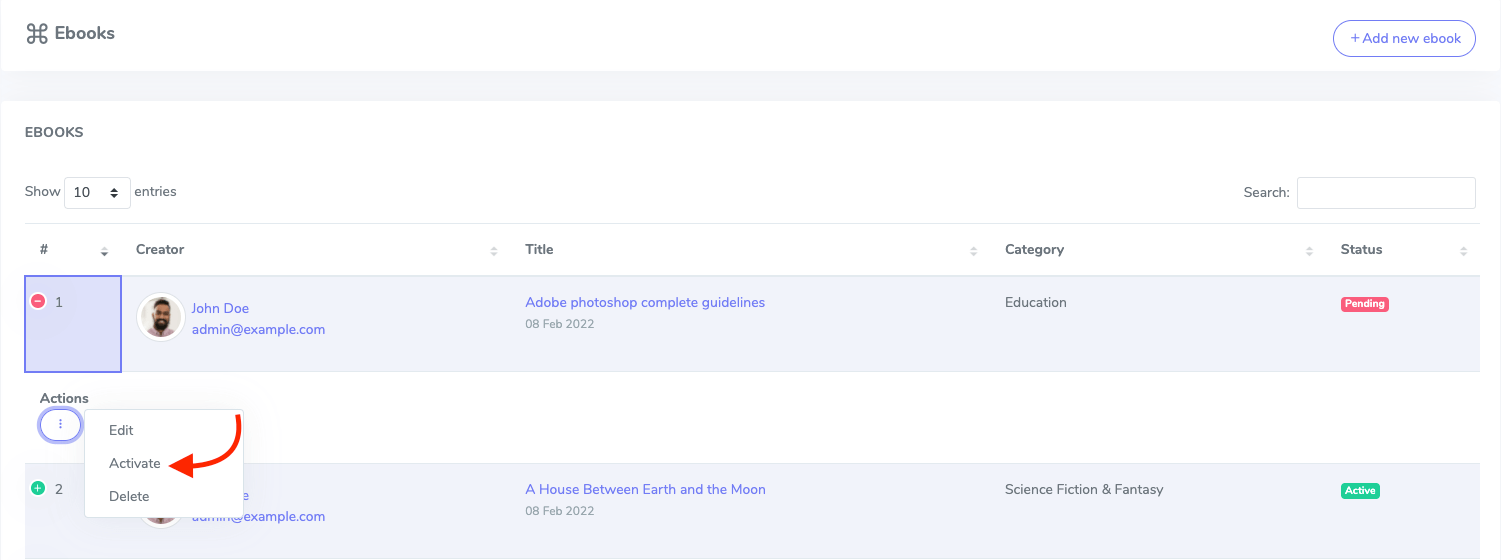 Ebooks
+ Add new ebook
EBOOKS
Show 10 entries
Search:
# Creator Title Category Status
1 John Doe Adobe photoshop complete guidelines Education Pending
admin@example.com 08 Feb 2022
Actions
Edit
Activate
Delete
2 A House Between Earth and the Moon Science Fiction & Fantasy Active
admin@example.com 08 Feb 2022